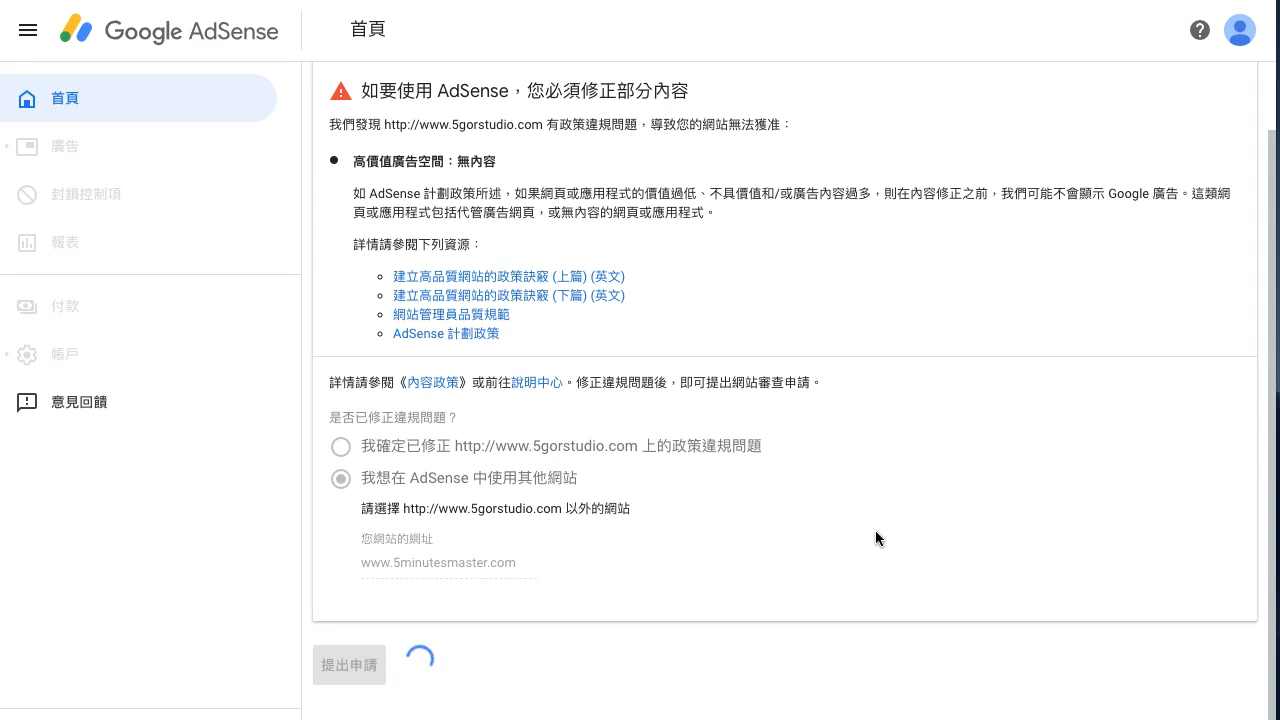 Google AdSense
首頁
首頁
廣告
封鎖控制項
報表
付款
帳戶
意見回饋
如要使用 AdSense，您必須修正部分內容
我們發現 http://www.5gorstudio.com 有政策違規問題，導致您的網站無法獲准：
高價值廣告空間：無內容
如 AdSense 計劃政策所述，如果網頁或應用程式的價值過低、不具價值和/或廣告內容過多，則在內容修正之前，我們可能不會顯示 Google 廣告。這類網
頁或應用程式包括代管廣告網頁，或無內容的網頁或應用程式。
詳情請參閱下列資源：
建立高品質網站的政策訣竅 (上篇) (英文)
建立高品質網站的政策訣竅 (下篇) (英文)
網站管理員品質規範
AdSense 計劃政策
詳情請參閱《內容政策》或前往說明中心。修正違規問題後，即可提出網站審查申請。
是否已修正違規問題？
我確定已修正 http://www.5gorstudio.com 上的政策違規問題
我想在 AdSense 中使用其他網站
請選擇 http://www.5gorstudio.com 以外的網站
您網站的網址
www.5minutesmaster.com
提出申請